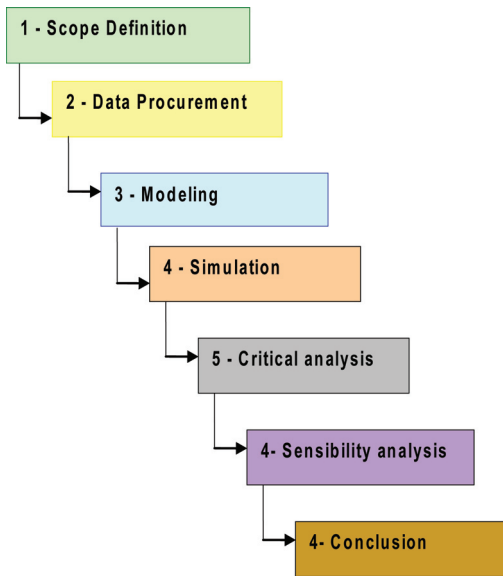 1 - Scope Definition
2 - Data Procurement
3 - Modeling
4 - Simulation
5 - Critical analysis
4- Sensibility analysis
4- Conclusion